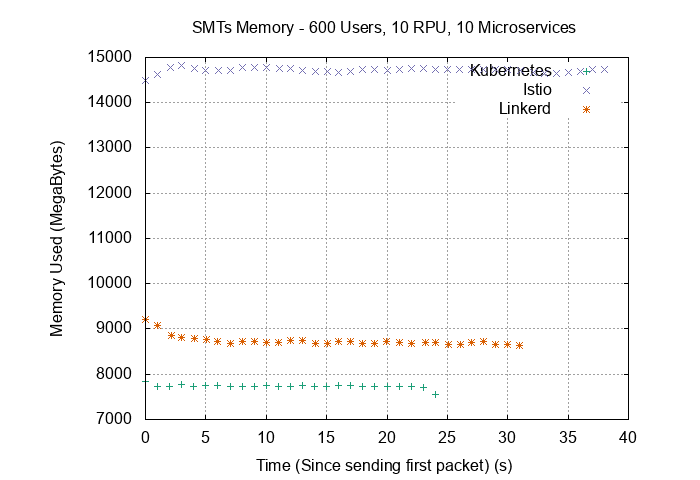 SMTs Memory - 600 Users, 10 RPU, 10 Microservices
15000
14000
13000
12000
11000
10000
9000
8000
7000
Memory Used (MegaBytes)
Kubernetes
Istio
Linkerd
0 5 10 15 20 25 30 35 40
Time (Since sending first packet) (s)